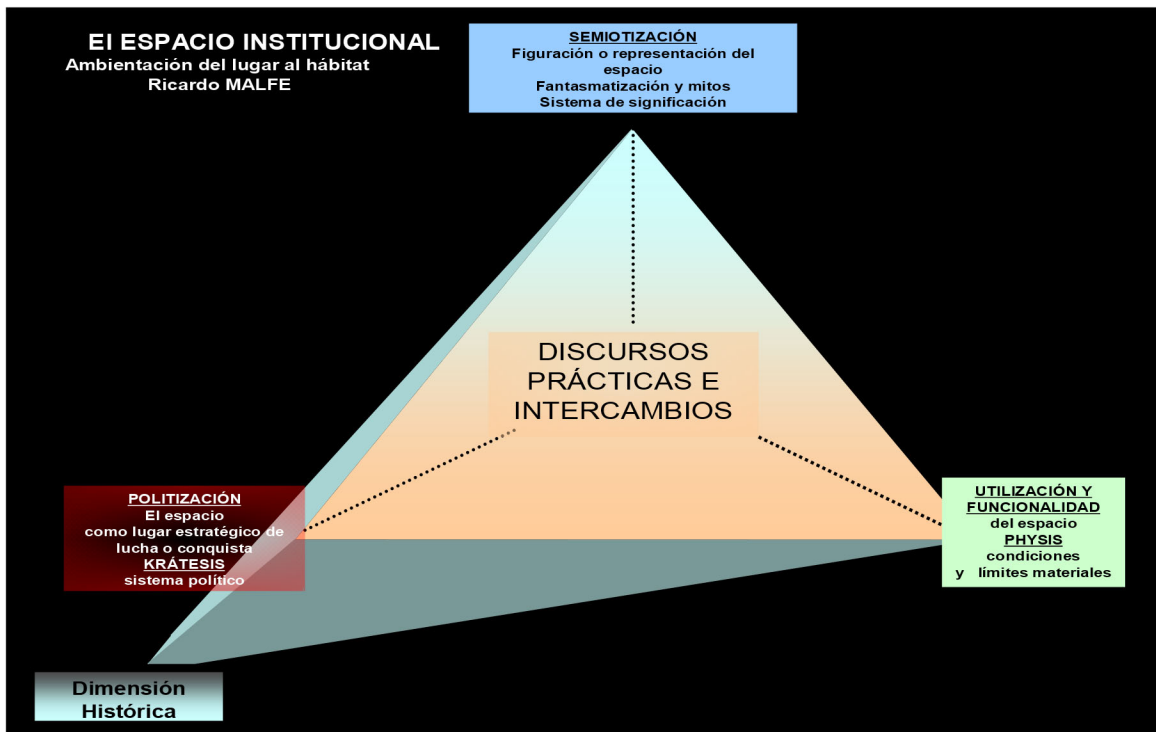 El ESPACIO INSTITUCIONAL
Ambientación del lugar al hábitat
Ricardo MALFE
SEMIOTIZACIÓN
Figuración o representación del
espacio
Fantasmatización y mitos
Sistema de significación
DISCURSOS
PRÁCTICAS E
INTERCAMBIOS
POLITIZACIÓN
El espacio
como lugar estratégico de
lucha o conquista
KRÁTESIS
sistema político
UTILIZACIÓN Y
FUNCIONALIDAD
del espacio
PHYSIS
condiciones
y límites materiales
Dimensión
Histórica